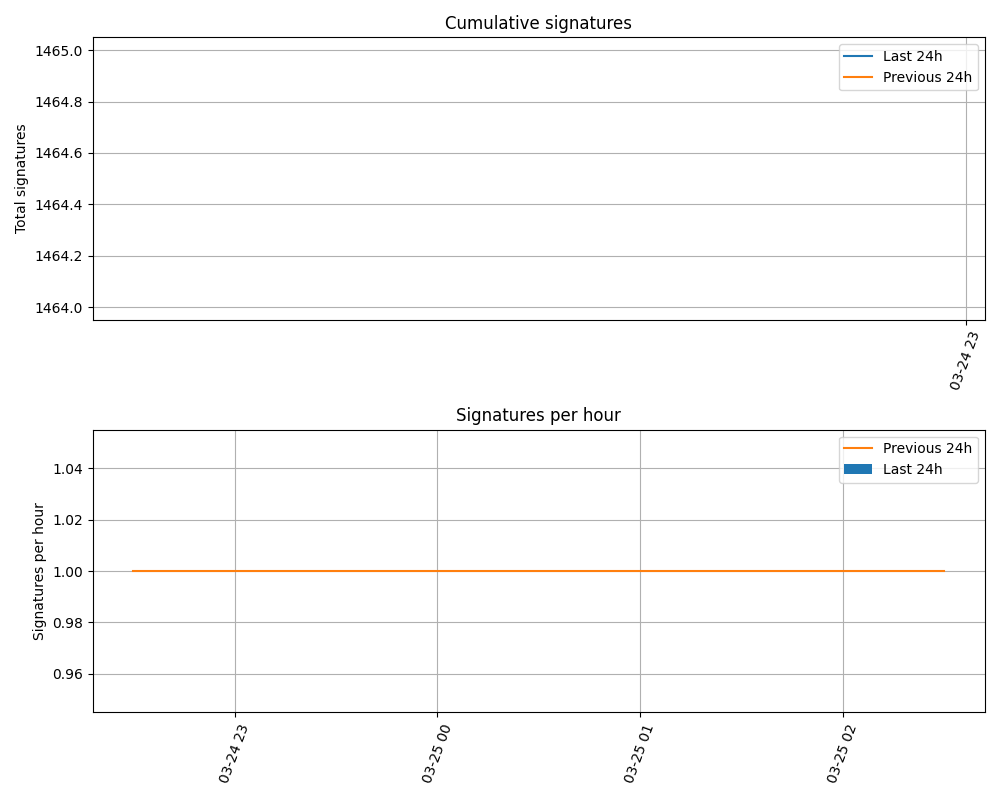 Cumulative signatures
Total signatures
1465.0
1464.8
1464.6
1464.4
1464.2
1464.0
Last 24h
Previous 24h
03-24 23
Signatures per hour
Signatures per hour
1.04
1.02
1.00
0.98
0.96
Previous 24h
Last 24h
03-24 23
03-25 00
03-25 01
03-25 02